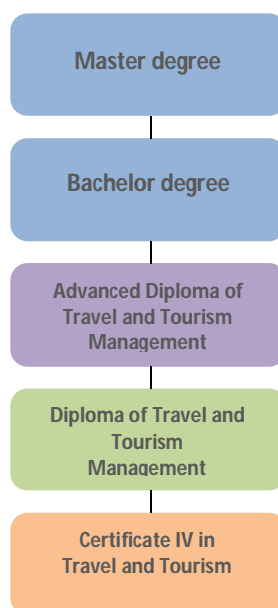 Master degree
Bachelor degree
Advanced Diploma of
Travel and Tourism
Management
Diploma of Travel and
Tourism
Management
Certificate IV in
Travel and Tourism